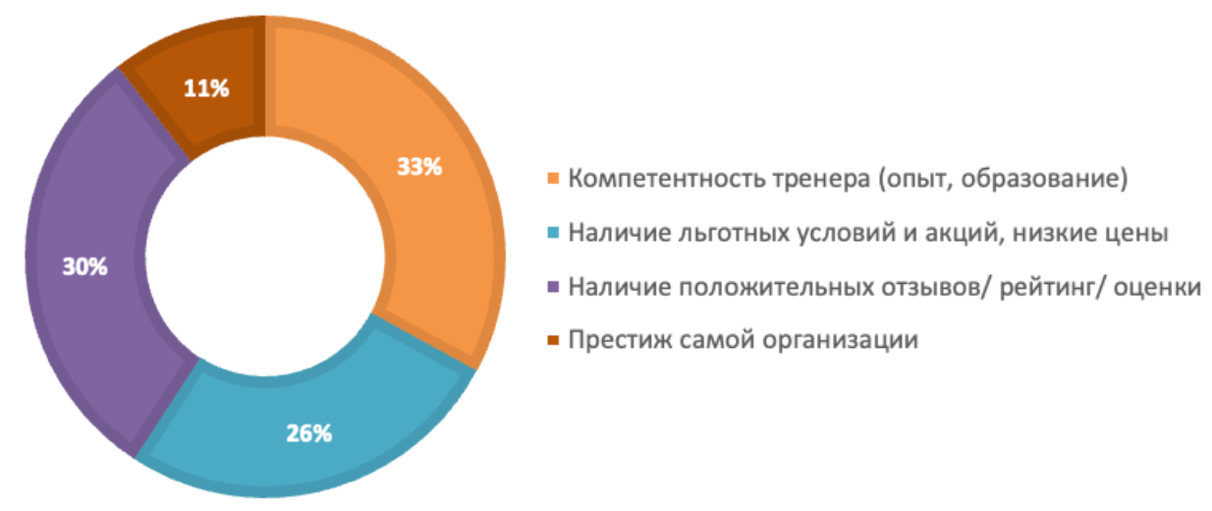 11%
33%
30%
26%
Компетентность тренера (опыт, образование)
Наличие льготных условий и акций, низкие цены
Наличие положительных отзывов/ рейтинг/ оценки
Престиж самой организации